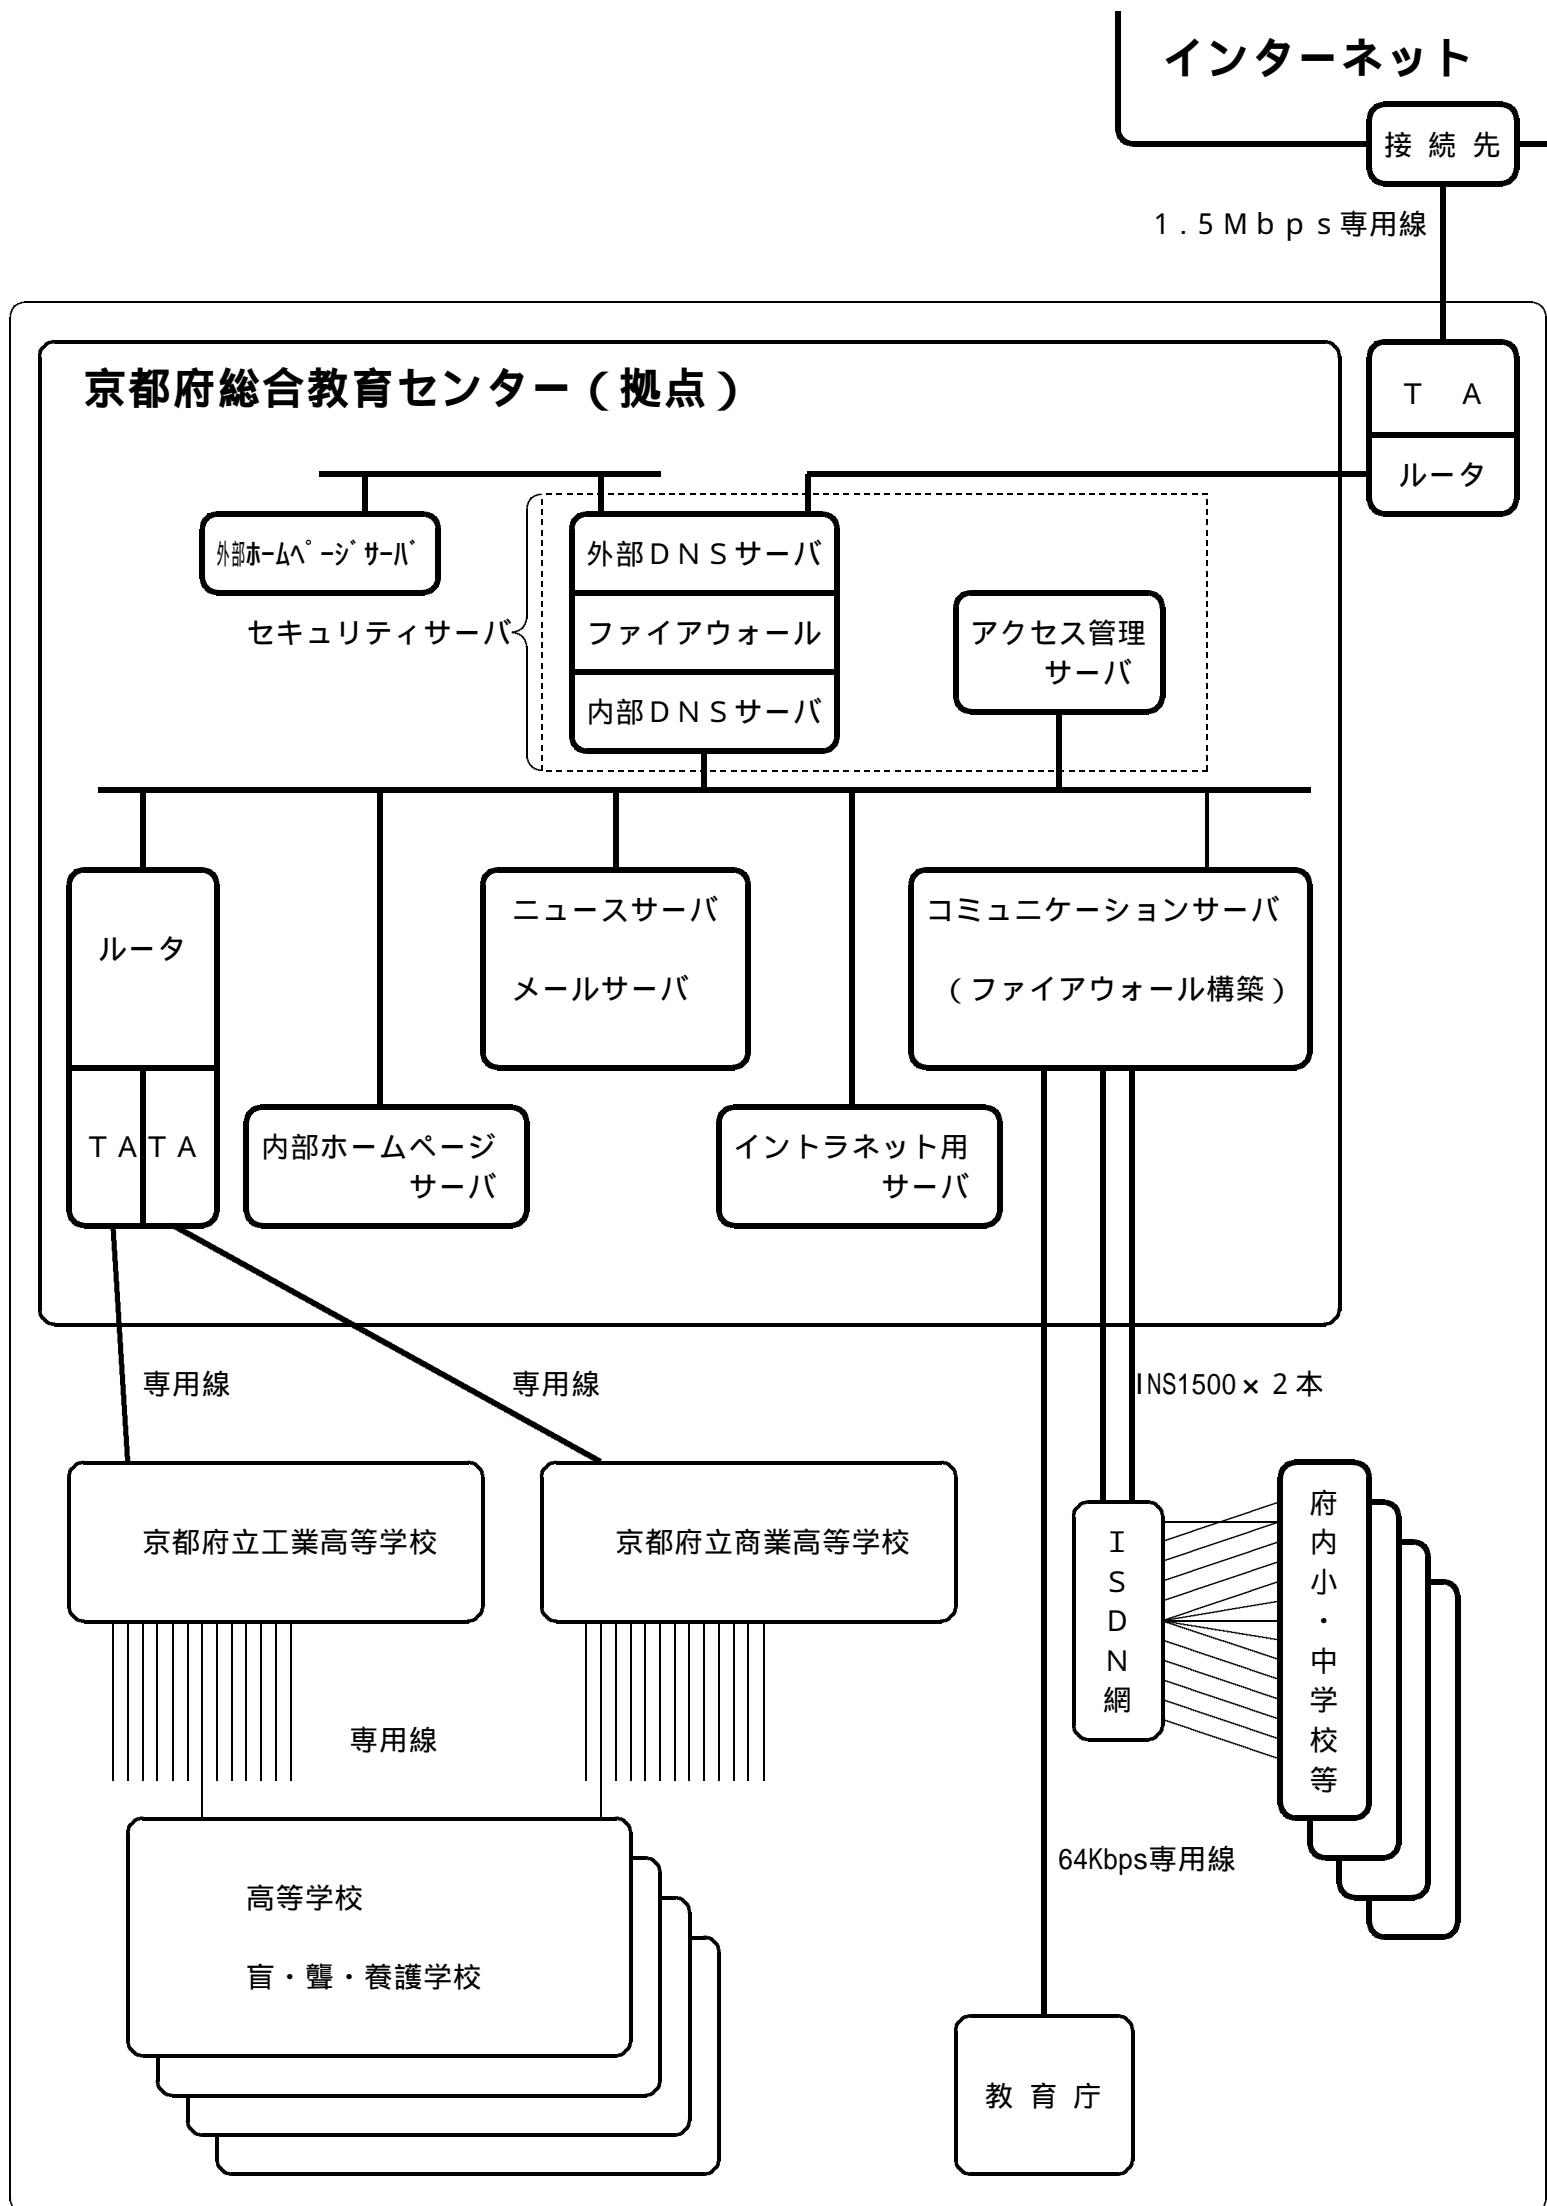 インターネット
接続先
１.５Ｍｂｐｓ専用線
京都府総合教育センター（拠点）
ＴＡ
ルータ
外部ﾎｰﾑﾍﾟｰｼﾞｻｰﾊﾞ
外部ＤＮＳサーバ
セキュリティサーバ
ファイアウォール
アクセス管理
サーバ
内部ＤＮＳサーバ
ルータ
ニュースサーバ
メールサーバ
コミュニケーションサーバ
（ファイアウォール構築）
ＴＡ
ＴＡ
内部ホームページ
サーバ
イントラネット用
サーバ
専用線
専用線
INS1500×２本
京都府立工業高等学校
京都府立商業高等学校
ＩＳＤＮ網
府内小・中学校等
専用線
64Kbps専用線
高等学校
盲・聾・養護学校
教育庁